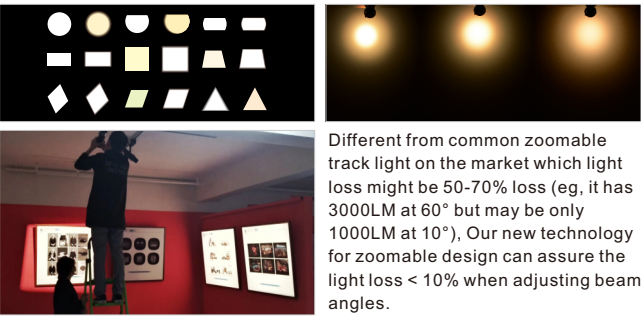 Different from common zoomable
track light on the market which light
loss might be 50-70% loss (eg, it has
3000LM at 60° but may be only
1000LM at 10°), Our new technology
for zoomable design can assure the
light loss < 10% when adjusting beam
angles.